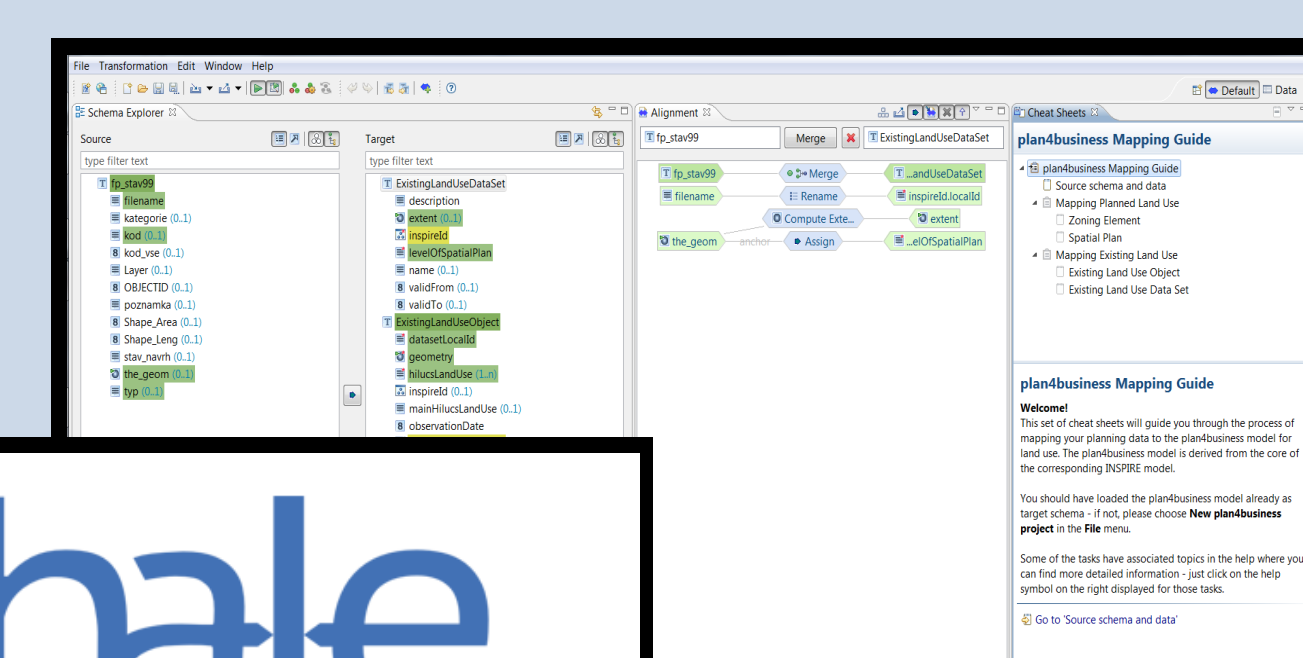 File Transformation Edit Window Help
Default Data
Schema Explorer
Source
type filter text
fp_stav99
filename
kategorie (0..1)
kod (0..1)
kod_vse (0..1)
Layer (0..1)
OBJECTID (0..1)
poznamka (0..1)
Shape_Area (0..1)
Shape_Leng (0..1)
stav_navrh (0..1)
the_geom (0..1)
typ (0..1)
Target
type filter text
ExistingLandUseDataSet
description
extent (0..1)
inspireId
levelOfSpatialPlan
name (0..1)
validFrom (0..1)
validTo (0..1)
ExistingLandUseObject
datasetLocalId
geometry
hilucsLandUse (1..n)
inspireId (0..1)
mainHilucsLandUse (0..1)
observationDate
Alignment
fp_stav99 Merge ExistingLandUseDataSet
fp_stav99 Merge ...andUseDataSet
filename Rename inspireId.localId
Compute Exte... extent
the_geom anchor Assign ...elOfSpatialPlan
Cheat Sheets
plan4business Mapping Guide
plan4business Mapping Guide
Source schema and data
Mapping Planned Land Use
Zoning Element
Spatial Plan
Mapping Existing Land Use
Existing Land Use Object
Existing Land Use Data Set
plan4business Mapping Guide
Welcome!
This set of cheat sheets will guide you through the process of
mapping your planning data to the plan4business model for
land use. The plan4business model is derived from the core of
the corresponding INSPIRE model.
You should have loaded the plan4business model already as
target schema - if not, please choose New plan4business
project in the File menu.
Some of the tasks have associated topics in the help where you
can find more detailed information - just click on the help
symbol on the right displayed for those tasks.
Go to 'Source schema and data'
hale